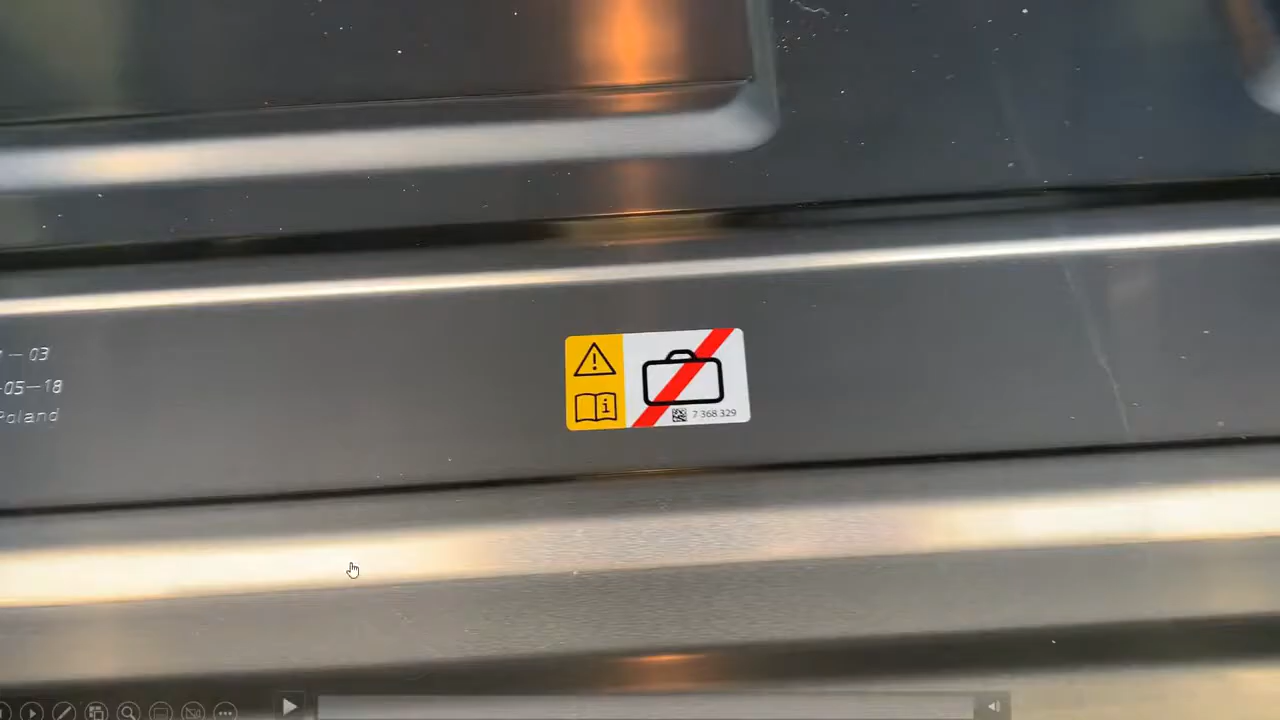 — 03
-05-18
Poland
i
7 368 329